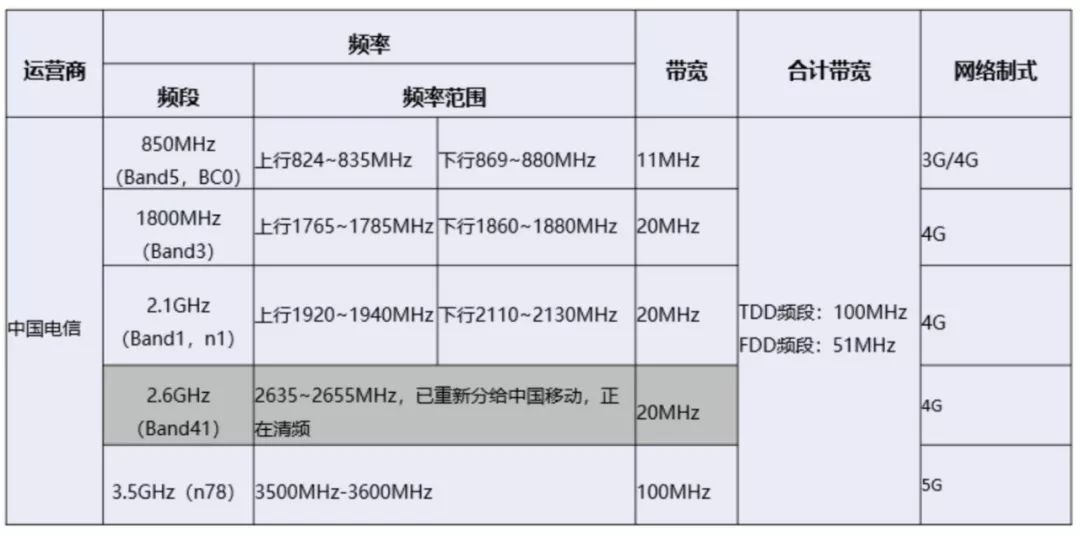 运营商
频率
带宽
合计带宽
网络制式
频段
频率范围
中国电信
850MHz
（Band5，BC0）
上行824~835MHz
下行869~880MHz
11MHz
TDD频段：100MHz
FDD频段：51MHz
3G/4G
1800MHz
（Band3）
上行1765~1785MHz
下行1860~1880MHz
20MHz
4G
2.1GHz
（Band1，n1）
上行1920~1940MHz
下行2110~2130MHz
20MHz
4G
2.6GHz
（Band41）
2635~2655MHz，已重新分给中国移动，正
在清频
20MHz
4G
3.5GHz（n78）
3500MHz-3600MHz
100MHz
5G